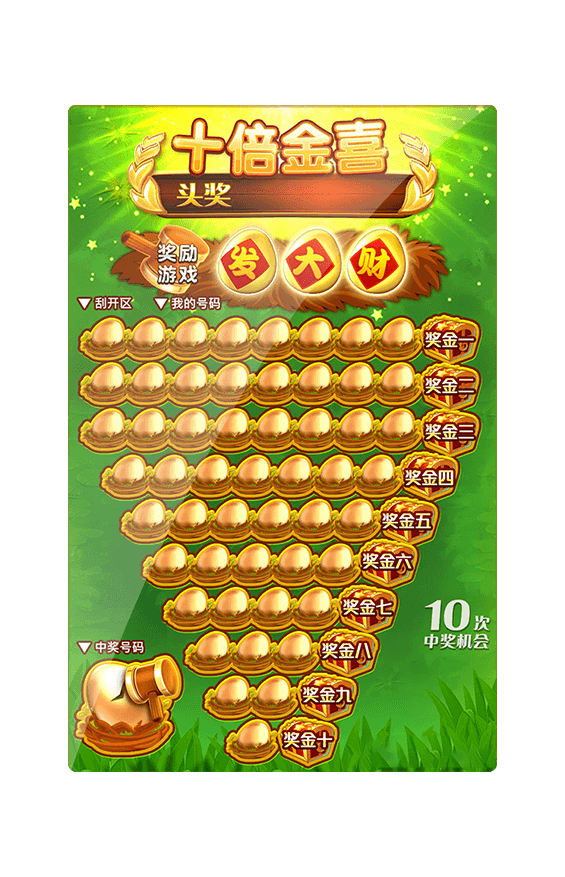 十倍金喜
头奖
奖励
游戏
发 大 财
▼刮开区 ▼我的号码
奖金一
奖金二
奖金三
奖金四
奖金五
奖金六
奖金七
奖金八
奖金九
奖金十
10次
中奖机会
▼中奖号码